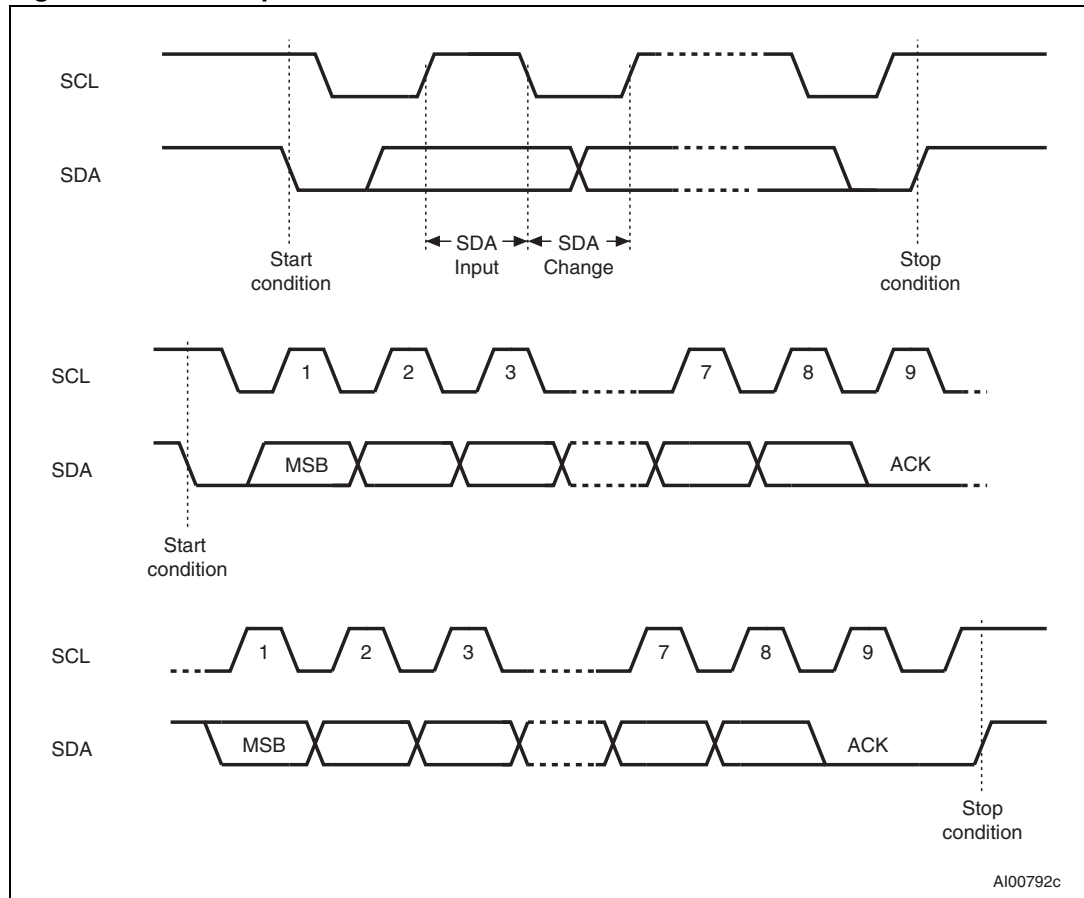 SCL
SDA
SDA
Input
SDA
Change
Start
condition
Stop
condition
SCL
1 2 3 7 8 9
SDA
MSB
ACK
Start
condition
SCL
1 2 3 7 8 9
SDA
MSB
ACK
Stop
condition
AI00792c